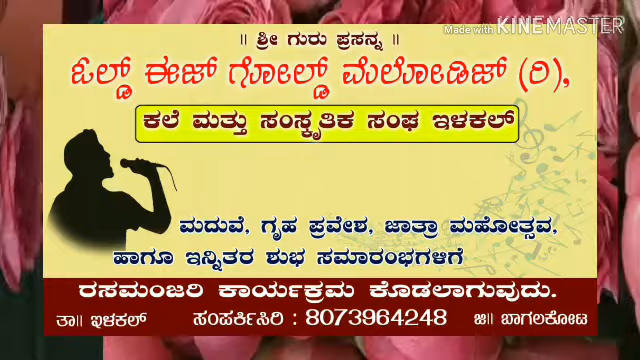 Made with KINEMASTER
॥ ಶ್ರೀ ಗುರು ಪ್ರಸನ್ನ ॥
ಓಲ್ಡ್ ಈಜ್ ಗೋಲ್ಡ್ ಮೆಲೋಡಿಜ್ (ರಿ),
ಕಲೆ ಮತ್ತು ಸಂಸ್ಕೃತಿಕ ಸಂಘ ಇಳಕಲ್
ಮದುವೆ, ಗೃಹ ಪ್ರವೇಶ, ಜಾತ್ರಾ ಮಹೋತ್ಸವ,
ಹಾಗೂ ಇನ್ನಿತರ ಶುಭ ಸಮಾರಂಭಗಳಿಗೆ
ರಸಮಂಜರಿ ಕಾರ್ಯಕ್ರಮ ಕೊಡಲಾಗುವುದು.
ತಾ॥ ಇಳಕಲ್ ಸಂಪರ್ಕಿಸಿರಿ : 8073964248 ಜಿ॥ ಬಾಗಲಕೋಟ